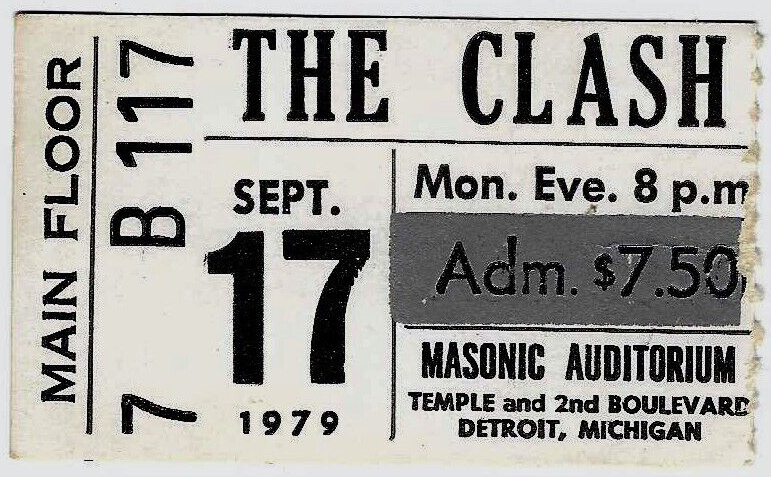 MAIN FLOOR
7 B 117
THE CLASH
SEPT.
17
1979
Mon. Eve. 8 p.m
Adm. $7.50
MASONIC AUDITORIUM
TEMPLE and 2nd BOULEVARD
DETROIT, MICHIGAN